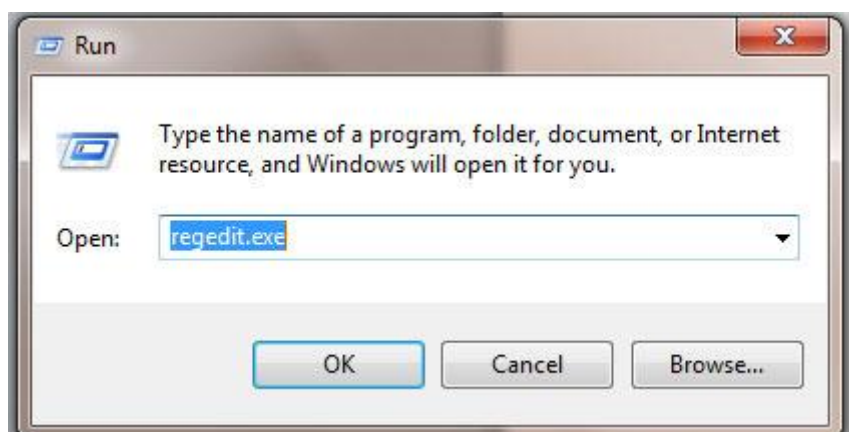 Run
Type the name of a program, folder, document, or Internet
resource, and Windows will open it for you.
Open:
regedit.exe
OK
Cancel
Browse...